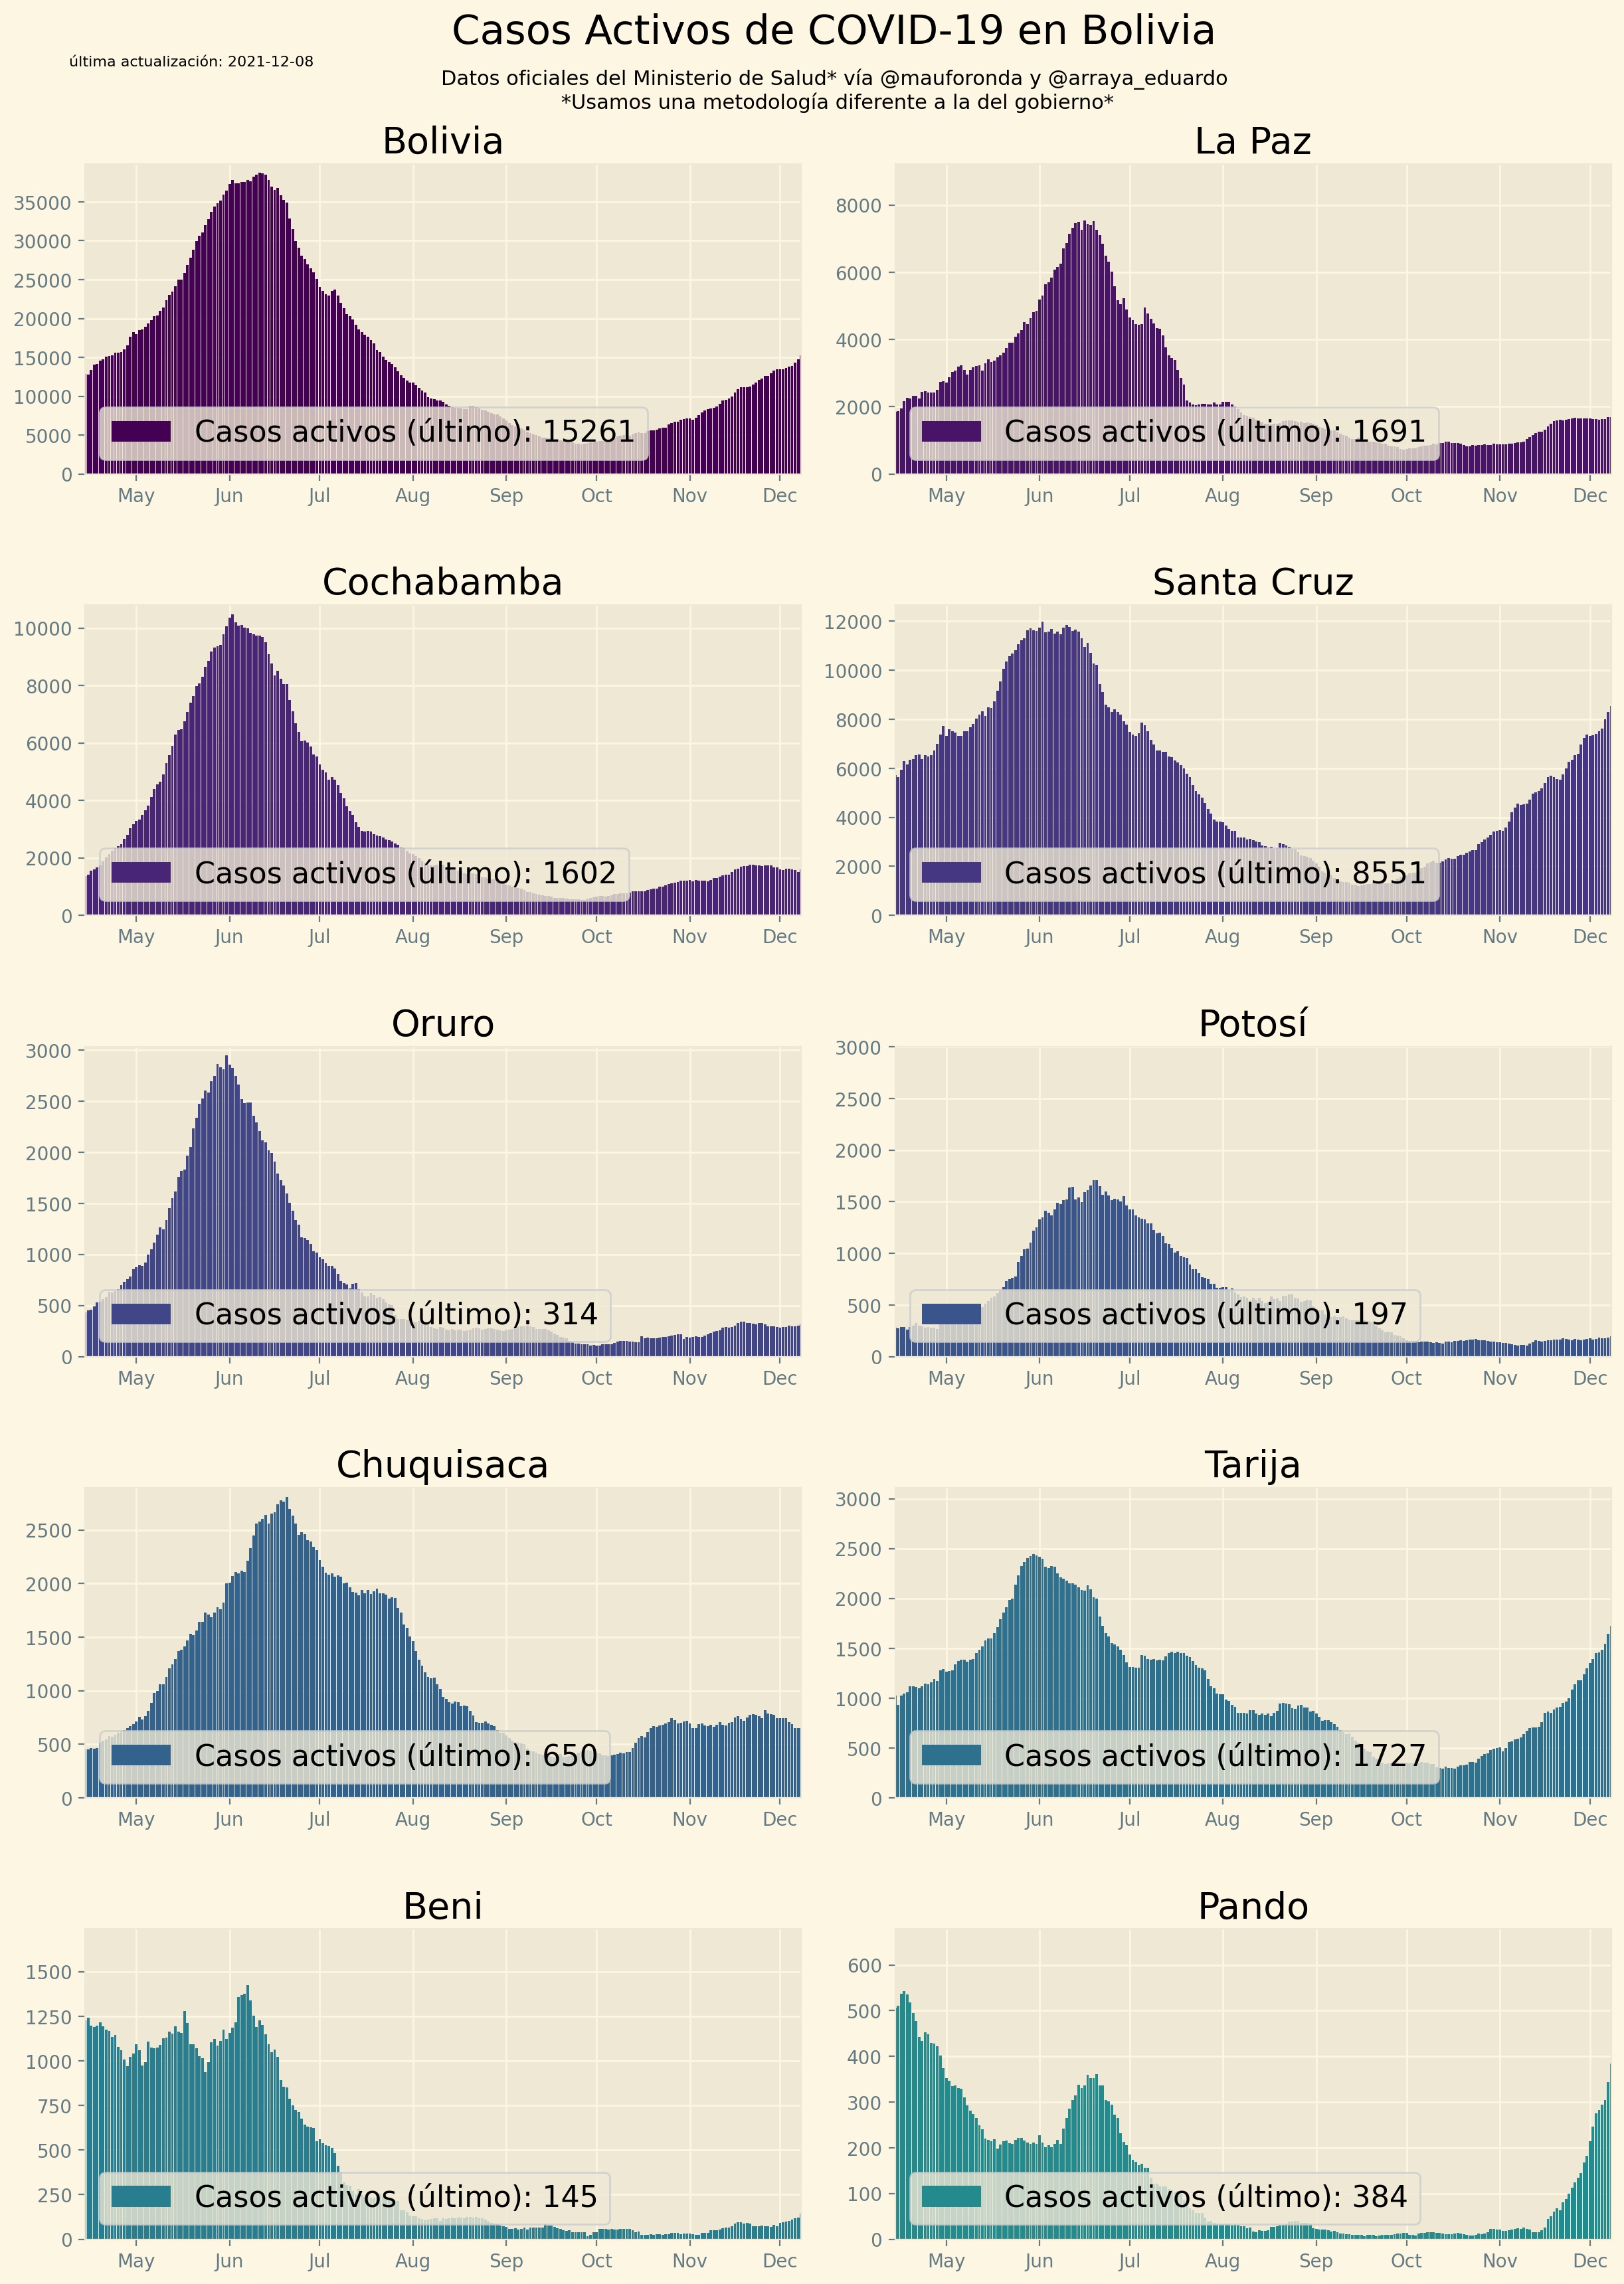 Casos Activos de COVID-19 en Bolivia
última actualización: 2021-12-08
Datos oficiales del Ministerio de Salud* vía @mauforonda y @arraya_eduardo
*Usamos una metodología diferente a la del gobierno*
Bolivia
35000
30000
25000
20000
15000
10000
5000
0
Casos activos (último): 15261
May Jun Jul Aug Sep Oct Nov Dec
La Paz
8000
6000
4000
2000
0
Casos activos (último): 1691
May Jun Jul Aug Sep Oct Nov Dec
Cochabamba
10000
8000
6000
4000
2000
0
Casos activos (último): 1602
May Jun Jul Aug Sep Oct Nov Dec
Santa Cruz
12000
10000
8000
6000
4000
2000
0
Casos activos (último): 8551
May Jun Jul Aug Sep Oct Nov Dec
Oruro
3000
2500
2000
1500
1000
500
0
Casos activos (último): 314
May Jun Jul Aug Sep Oct Nov Dec
Potosí
3000
2500
2000
1500
1000
500
0
Casos activos (último): 197
May Jun Jul Aug Sep Oct Nov Dec
Chuquisaca
2500
2000
1500
1000
500
0
Casos activos (último): 650
May Jun Jul Aug Sep Oct Nov Dec
Tarija
3000
2500
2000
1500
1000
500
0
Casos activos (último): 1727
May Jun Jul Aug Sep Oct Nov Dec
Beni
1500
1250
1000
750
500
250
0
Casos activos (último): 145
May Jun Jul Aug Sep Oct Nov Dec
Pando
600
500
400
300
200
100
0
Casos activos (último): 384
May Jun Jul Aug Sep Oct Nov Dec